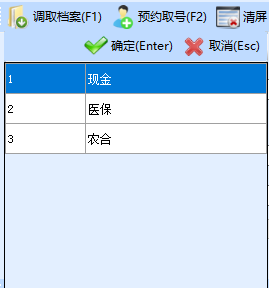 调取档案(F1) 预约取号(F2) 清屏
确定(Enter) 取消(Esc)
1 现金
2 医保
3 农合